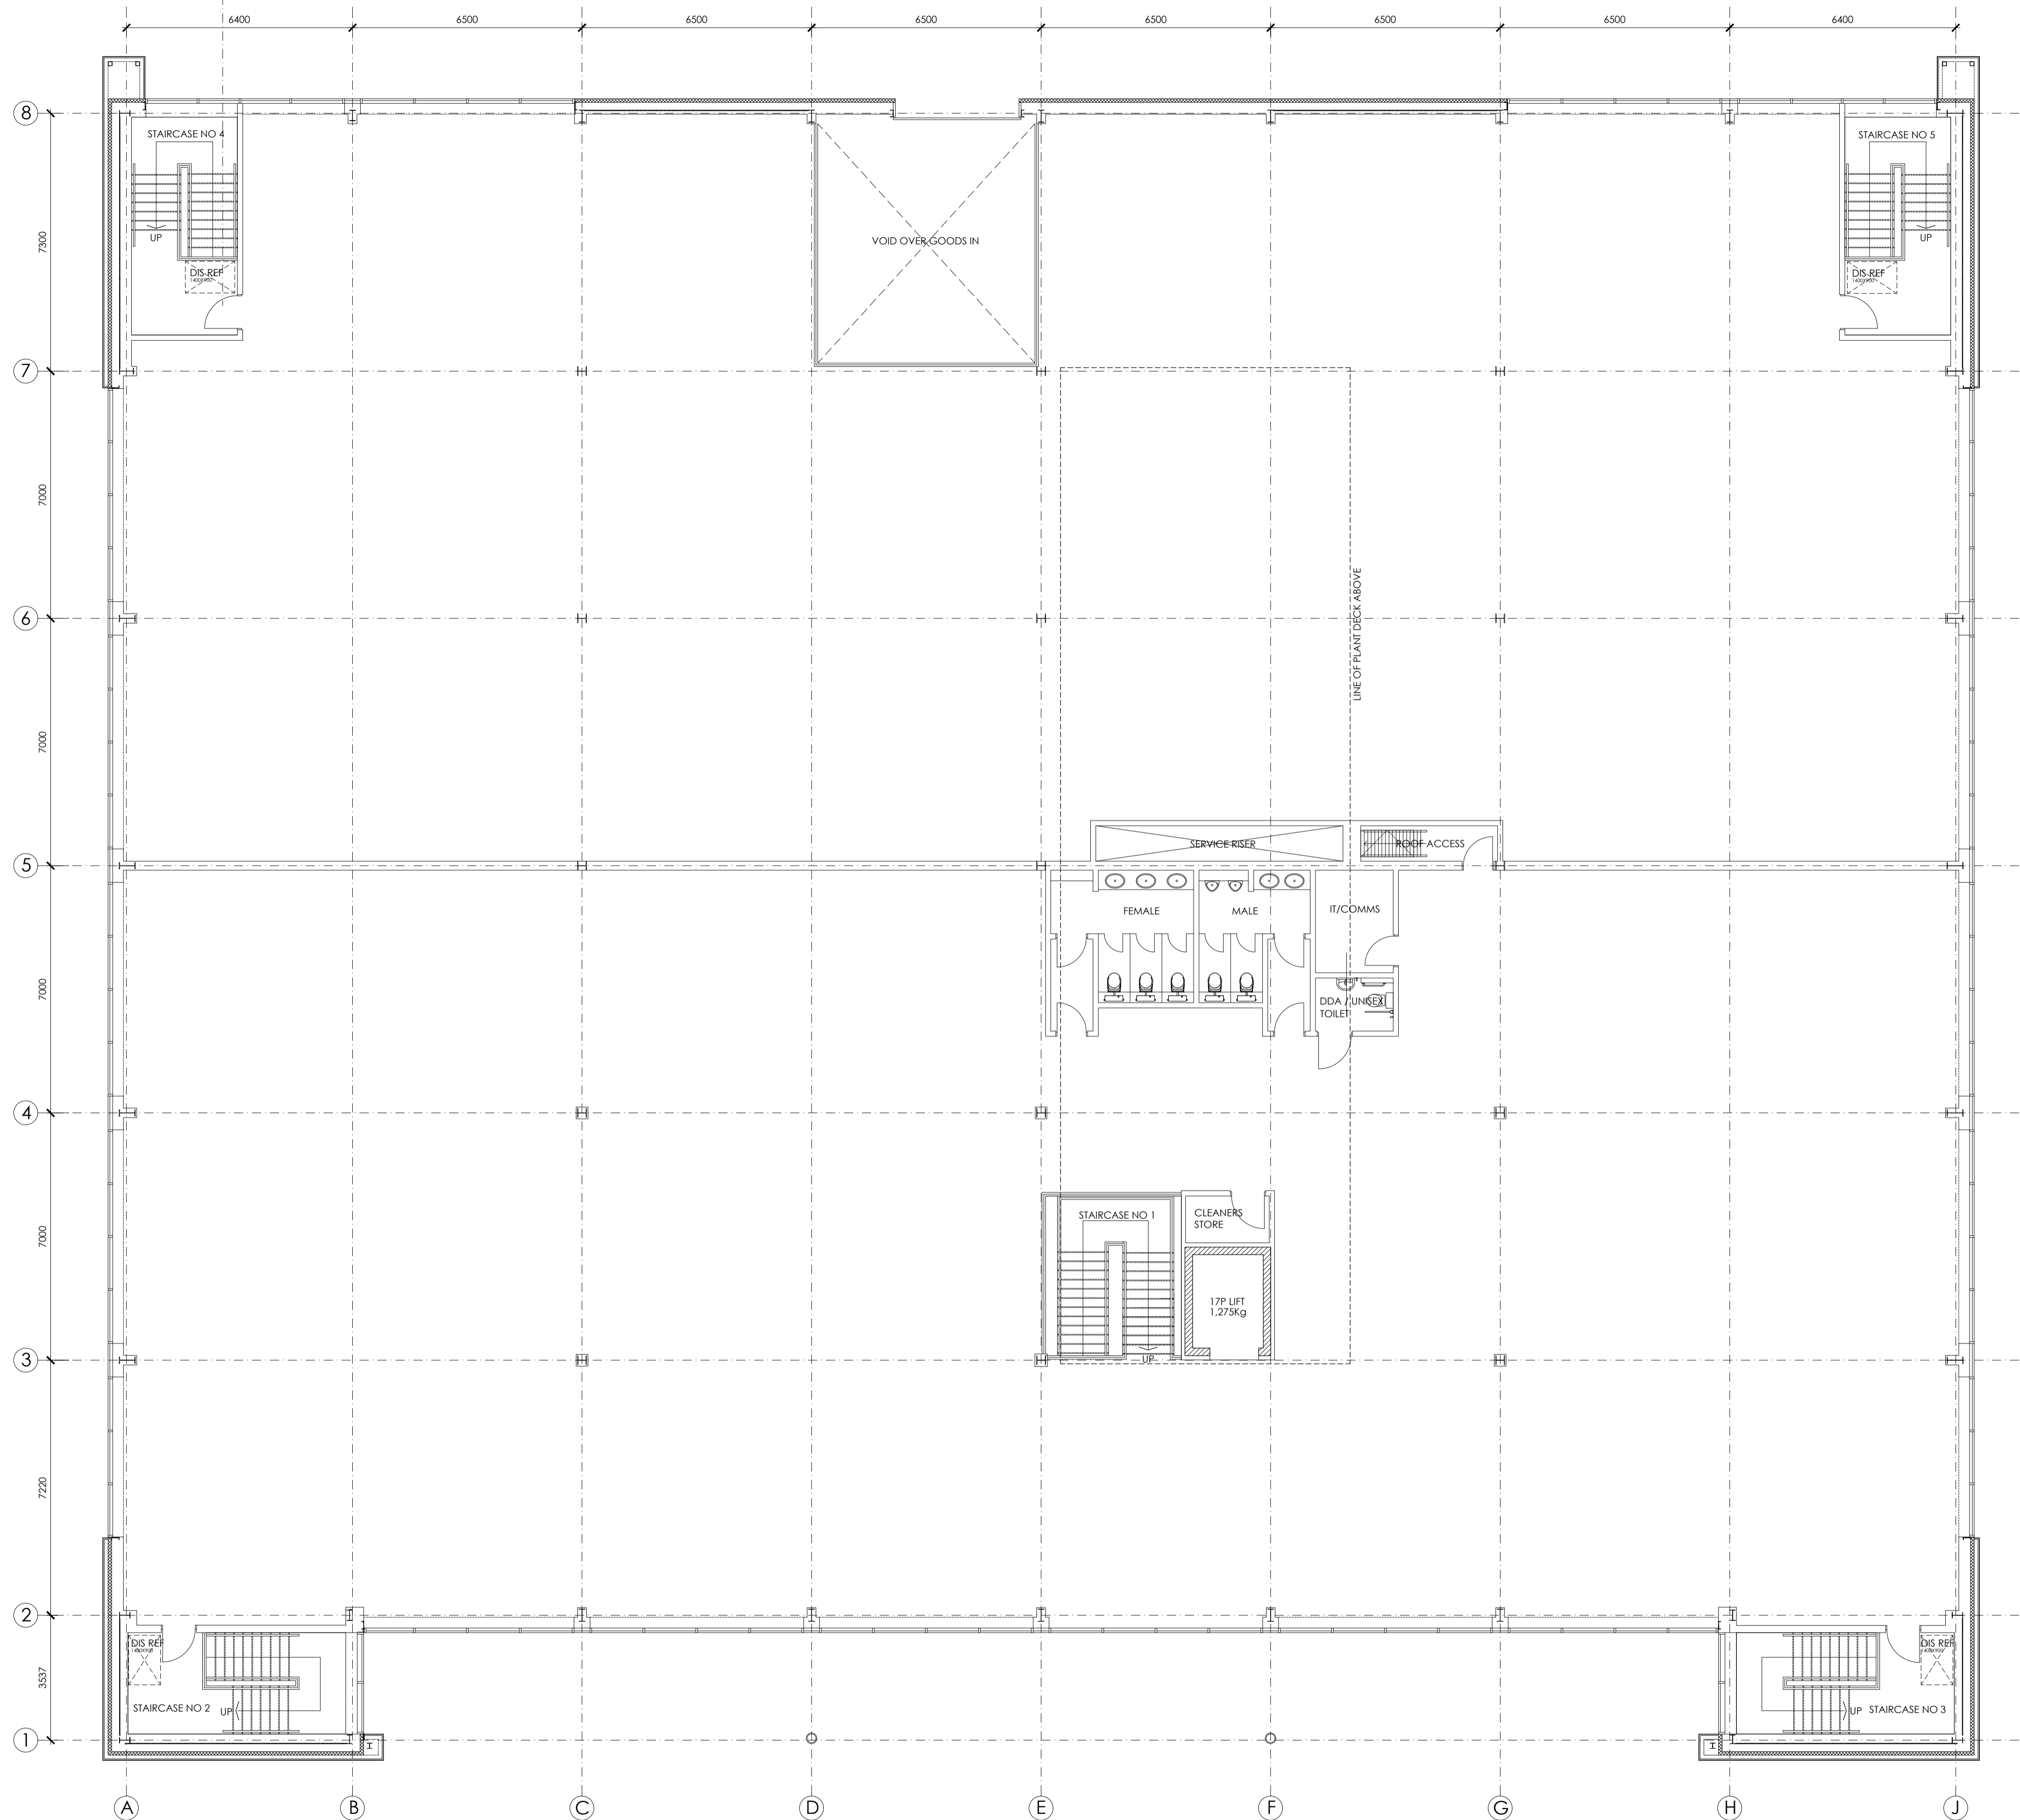 6400
6500
6500
6500
6500
6500
6500
6400
8
STAIRCASE NO 4
STAIRCASE NO 5
7300
UP
VOID OVER GOODS IN
UP
DIS REF
1400X900
DIS REF
1400X900
7
7000
LINE OF PLANT DECK ABOVE
6
7000
SERVICE RISER
ROOF ACCESS
5
FEMALE
MALE
IT/COMMS
7000
DDA / UNISEX
TOILET
4
7000
STAIRCASE NO 1
CLEANERS
STORE
17P LIFT
1,275Kg
UP
3
7220
2
DIS REF
1400X900
DIS REF
1400X900
3537
STAIRCASE NO 2
UP
UP
STAIRCASE NO 3
1
A
B
C
D
E
F
G
H
J